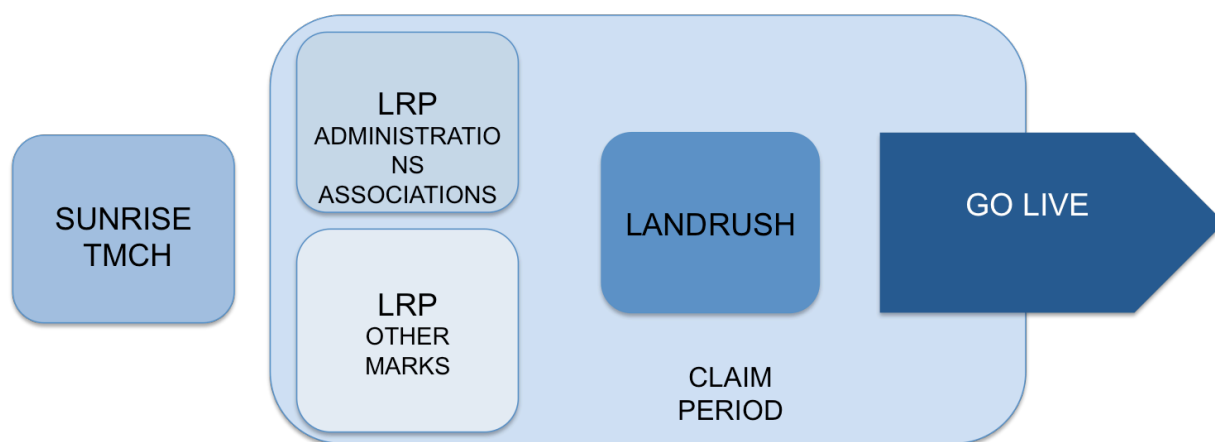 SUNRISE
TMCH
LRP
ADMINISTRATIO
NS
ASSOCIATIONS
LRP
OTHER
MARKS
LANDRUSH
CLAIM
PERIOD
GO LIVE